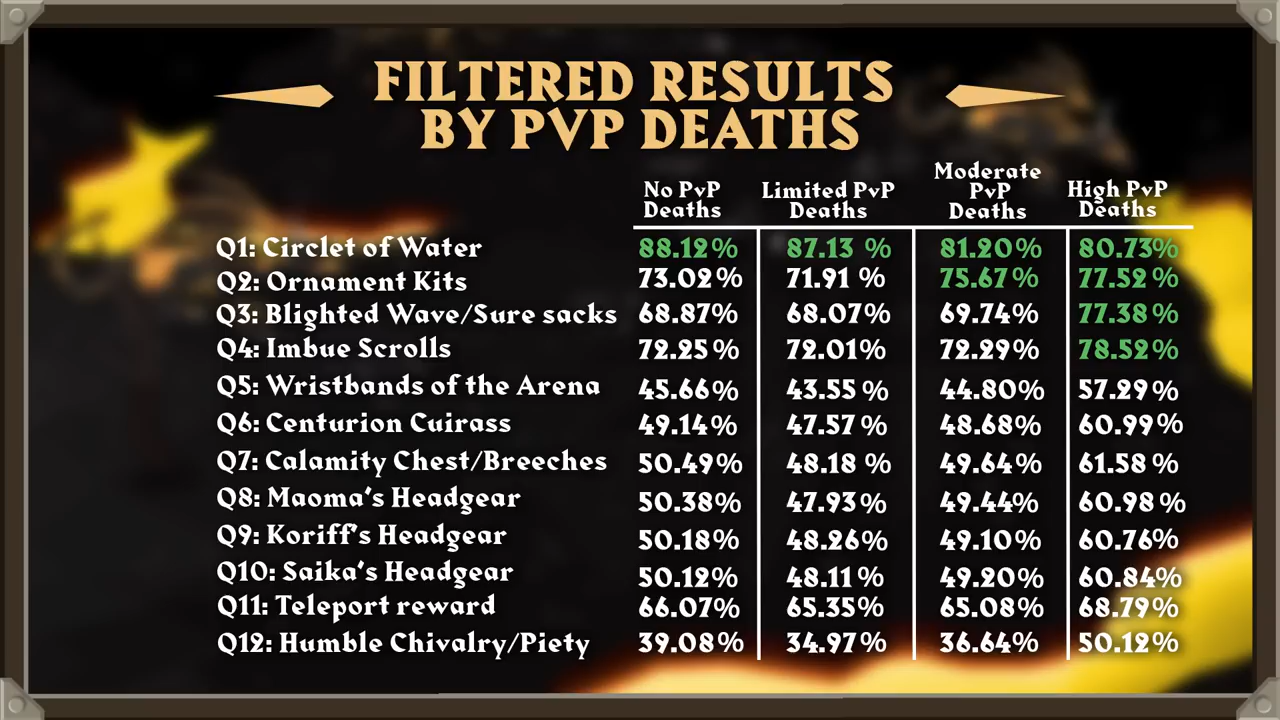 FILTERED RESULTS
BY PVP DEATHS
No PvP Deaths Limited PvP Deaths Moderate PvP Deaths High PvP Deaths
Q1: Circlet of Water 88.12% 87.13 % 81.20% 80.73%
Q2: Ornament Kits 73.02% 71.91 % 75.67% 77.52%
Q3: Blighted Wave/Sure sacks 68.87% 68.07% 69.74% 77.38%
Q4: Imbue Scrolls 72.25% 72.01% 72.29% 78.52%
Q5: Wristbands of the Arena 45.66% 43.55 % 44.80% 57.29%
Q6: Centurion Cuirass 49.14% 47.57 % 48.68% 60.99%
Q7: Calamity Chest/Breeches 50.49% 48.18 % 49.64% 61.58 %
Q8: Maoma's Headgear 50.38% 47.93% 49.44% 60.98 %
Q9: Koriff's Headgear 50.18% 48.26% 49.10% 60.76%
Q10: Saika's Headgear 50.12% 48.11 % 49.20% 60.84%
Q11: Teleport reward 66.07% 65.35% 65.08% 68.79%
Q12: Humble Chivalry/Piety 39.08% 34.97% 36.64% 50.12%